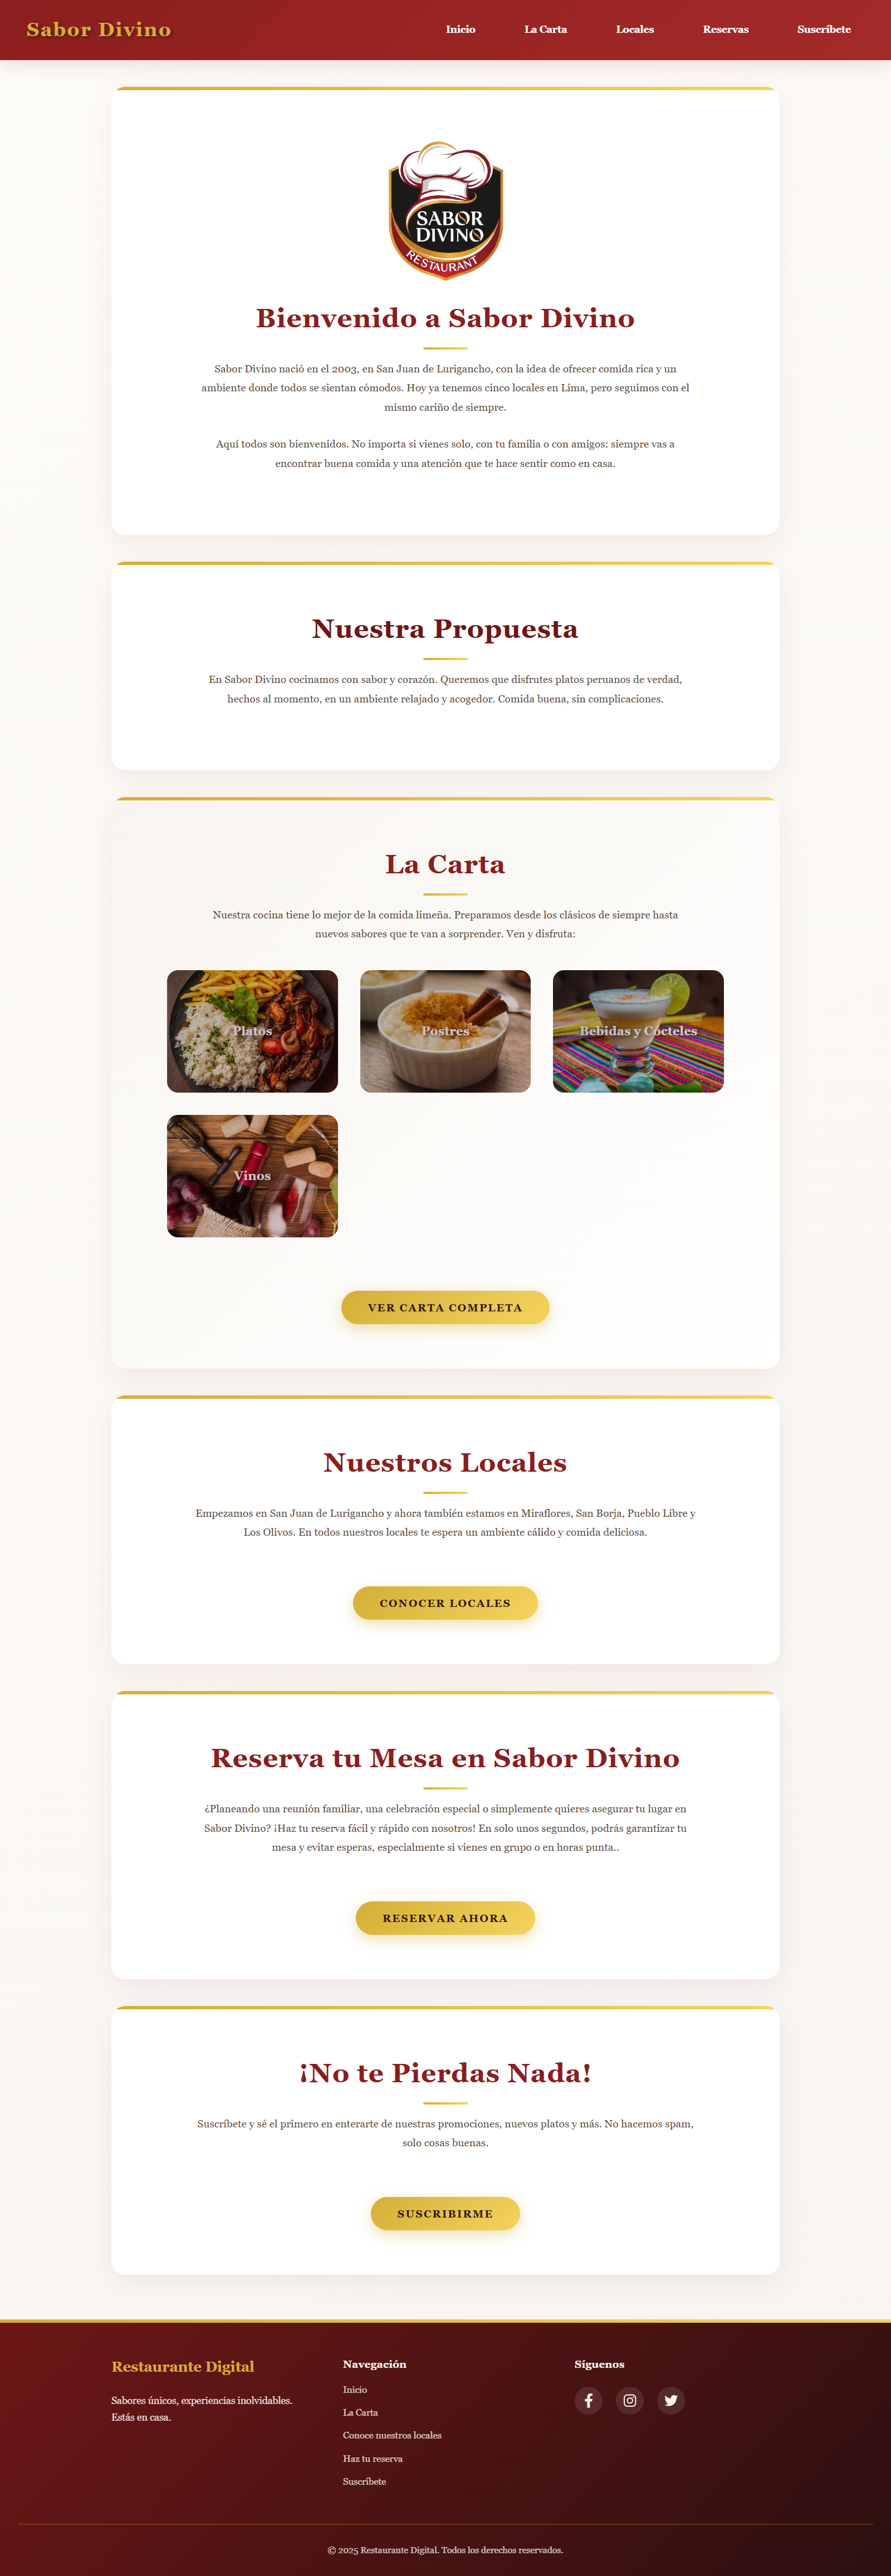 Sabor Divino
Inicio
La Carta
Locales
Reservas
Suscríbete
SABOR
DIVINO
RESTAURANT
Bienvenido a Sabor Divino
Sabor Divino nació en el 2003, en San Juan de Lurigancho, con la idea de ofrecer comida rica y un
ambiente donde todos se sientan cómodos. Hoy ya tenemos cinco locales en Lima, pero seguimos con el
mismo cariño de siempre.
Aquí todos son bienvenidos. No importa si vienes solo, con tu familia o con amigos: siempre vas a
encontrar buena comida y una atención que te hace sentir como en casa.
Nuestra Propuesta
En Sabor Divino cocinamos con sabor y corazón. Queremos que disfrutes platos peruanos de verdad,
hechos al momento, en un ambiente relajado y acogedor. Comida buena, sin complicaciones.
La Carta
Nuestra cocina tiene lo mejor de la comida limeña. Preparamos desde los clásicos de siempre hasta
nuevos sabores que te van a sorprender. Ven y disfruta:
Platos
Postres
Bebidas y Cócteles
Vinos
VER CARTA COMPLETA
Nuestros Locales
Empezamos en San Juan de Lurigancho y ahora también estamos en Miraflores, San Borja, Pueblo Libre y
Los Olivos. En todos nuestros locales te espera un ambiente cálido y comida deliciosa.
CONOCER LOCALES
Reserva tu Mesa en Sabor Divino
¿Planeando una reunión familiar, una celebración especial o simplemente quieres asegurar tu lugar en
Sabor Divino? ¡Haz tu reserva fácil y rápido con nosotros! En solo unos segundos, podrás garantizar tu
mesa y evitar esperas, especialmente si vienes en grupo o en horas punta..
RESERVAR AHORA
¡No te Pierdas Nada!
Suscríbete y sé el primero en enterarte de nuestras promociones, nuevos platos y más. No hacemos spam,
solo cosas buenas.
SUSCRIBIRME
Restaurante Digital
Sabores únicos, experiencias inolvidables.
Estás en casa.
Navegación
Inicio
La Carta
Conoce nuestros locales
Haz tu reserva
Suscríbete
Síguenos
© 2025 Restaurante Digital. Todos los derechos reservados.